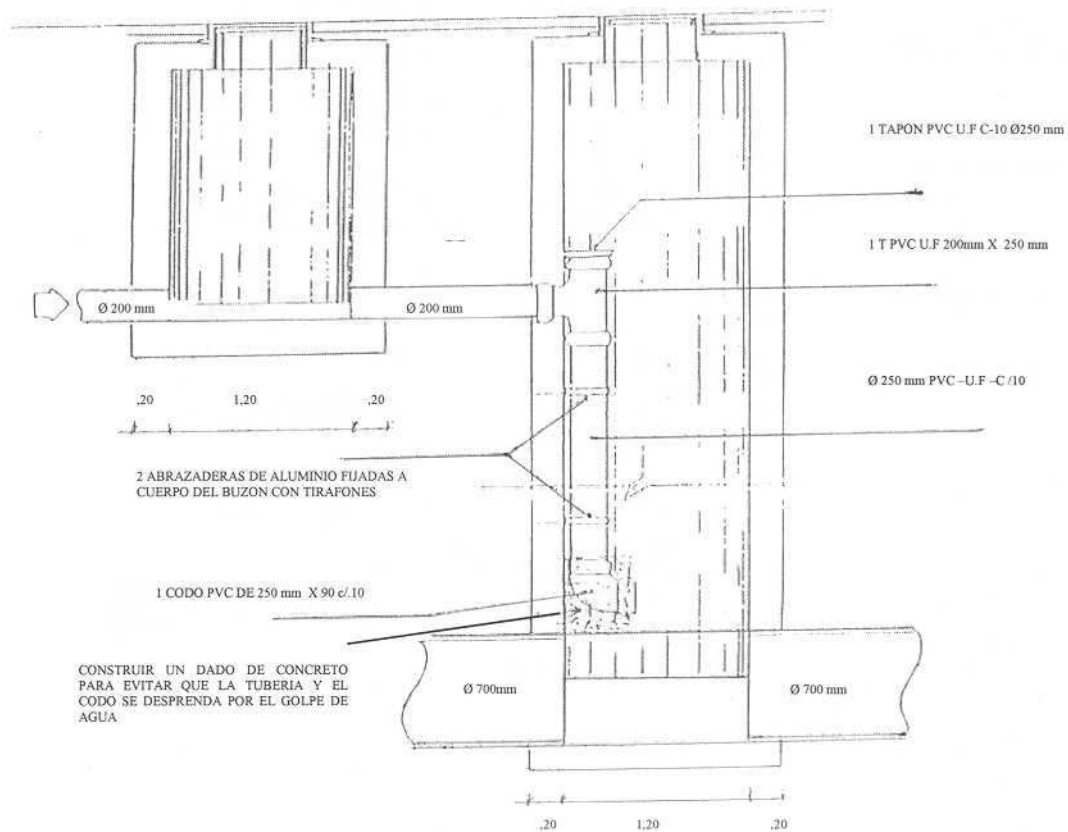 1 TAPON PVC U.F C-10 Ø250 mm
1 T PVC U.F 200mm X 250 mm
Ø 200 mm
Ø 200 mm
Ø 250 mm PVC –U.F –C /10
,20
1,20
,20
2 ABRAZADERAS DE ALUMINIO FIJADAS A
CUERPO DEL BUZON CON TIRAFONES
1 CODO PVC DE 250 mm X 90 c/.10
CONSTRUIR UN DADO DE CONCRETO
PARA EVITAR QUE LA TUBERIA Y EL
CODO SE DESPRENDA POR EL GOLPE DE
AGUA
Ø 700mm
Ø 700 mm
,20
1,20
,20